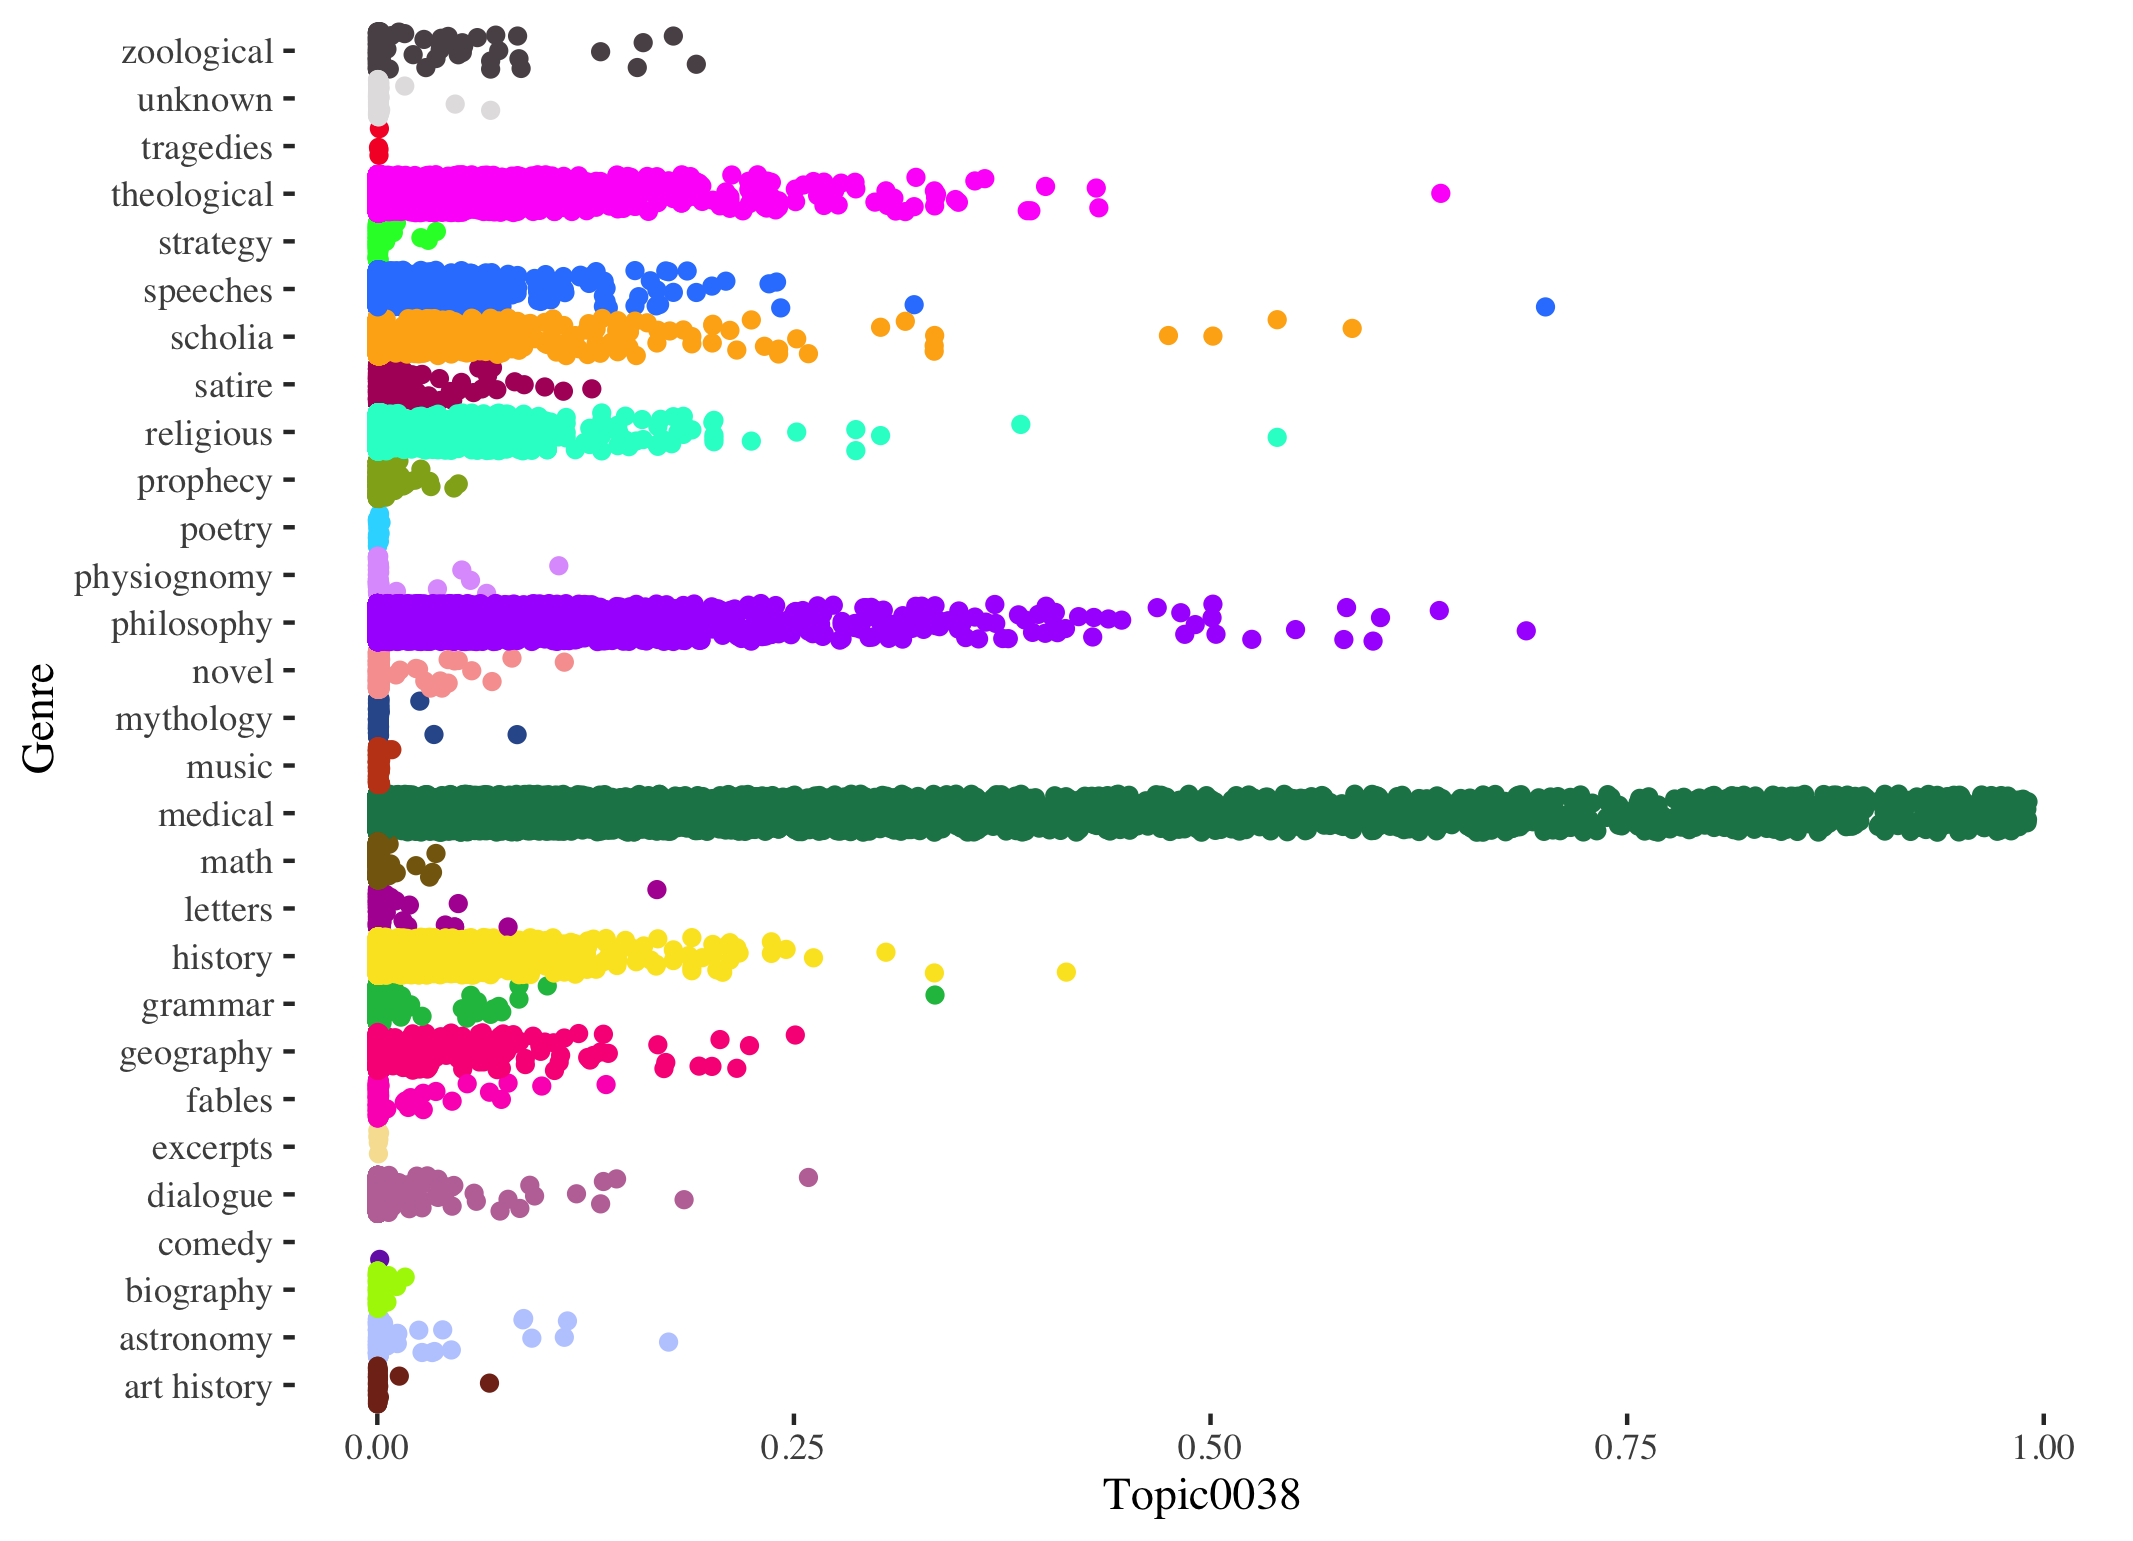 Genre
zoological
unknown
tragedies
theological
strategy
speeches
scholia
satire
religious
prophecy
poetry
physiognomy
philosophy
novel
mythology
music
medical
math
letters
history
grammar
geography
fables
excerpts
dialogue
comedy
biography
astronomy
art history
0.00 0.25 0.50 0.75 1.00
Topic0038